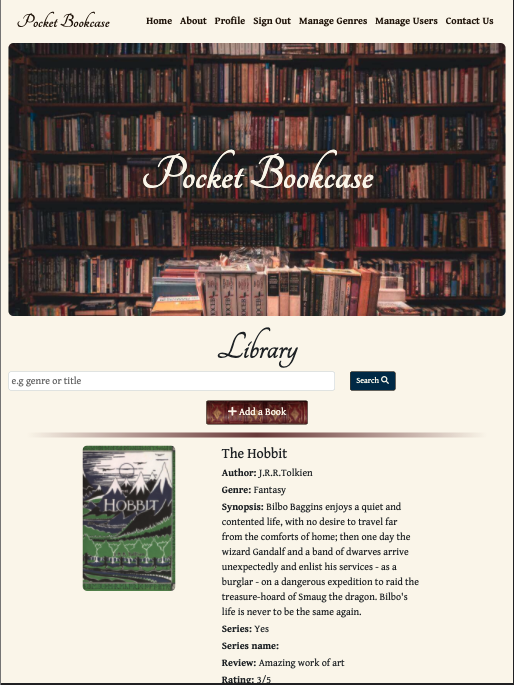 Pocket Bookcase
Home About Profile Sign Out Manage Genres Manage Users Contact Us
Pocket Bookcase
Library
e.g genre or title
Search
+ Add a Book
HOBBIT
The Hobbit
Author: J.R.R.Tolkien
Genre: Fantasy
Synopsis: Bilbo Baggins enjoys a quiet and
contented life, with no desire to travel far
from the comforts of home; then one day the
wizard Gandalf and a band of dwarves arrive
unexpectedly and enlist his services - as a
burglar - on a dangerous expedition to raid the
treasure-hoard of Smaug the dragon. Bilbo's
life is never to be the same again.
Series: Yes
Series name:
Review: Amazing work of art
Rating: 3/5